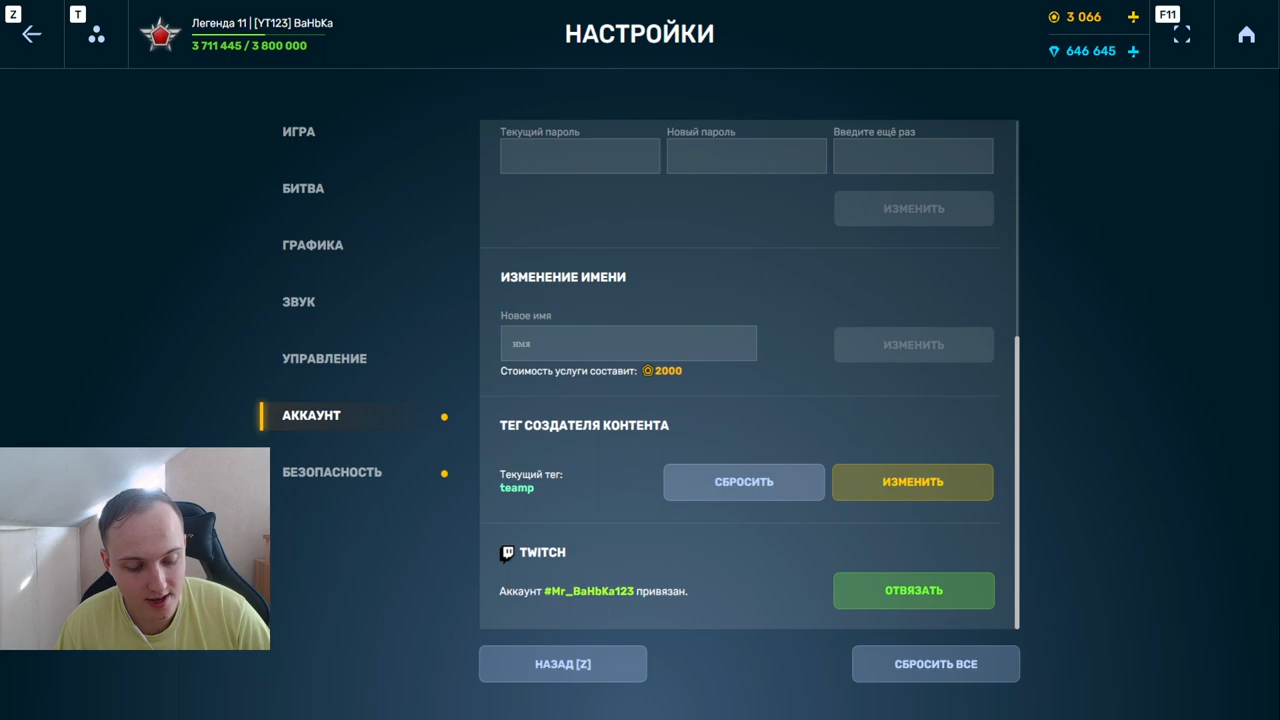 Z
T
Легенда 11 | [YT123] BaHbKa
3 711 445 / 3 800 000
НАСТРОЙКИ
3 066
646 645
F11
ИГРА
БИТВА
ГРАФИКА
ЗВУК
УПРАВЛЕНИЕ
АККАУНТ
БЕЗОПАСНОСТЬ
Текущий пароль
Новый пароль
Введите ещё раз
ИЗМЕНИТЬ
ИЗМЕНЕНИЕ ИМЕНИ
Новое имя
имя
ИЗМЕНИТЬ
Стоимость услуги составит: 2000
ТЕГ СОЗДАТЕЛЯ КОНТЕНТА
Текущий тег:
teamp
СБРОСИТЬ
ИЗМЕНИТЬ
TWITCH
Аккаунт #Mr_BaHbKa123 привязан.
ОТВЯЗАТЬ
НАЗАД [Z]
СБРОСИТЬ ВСЕ